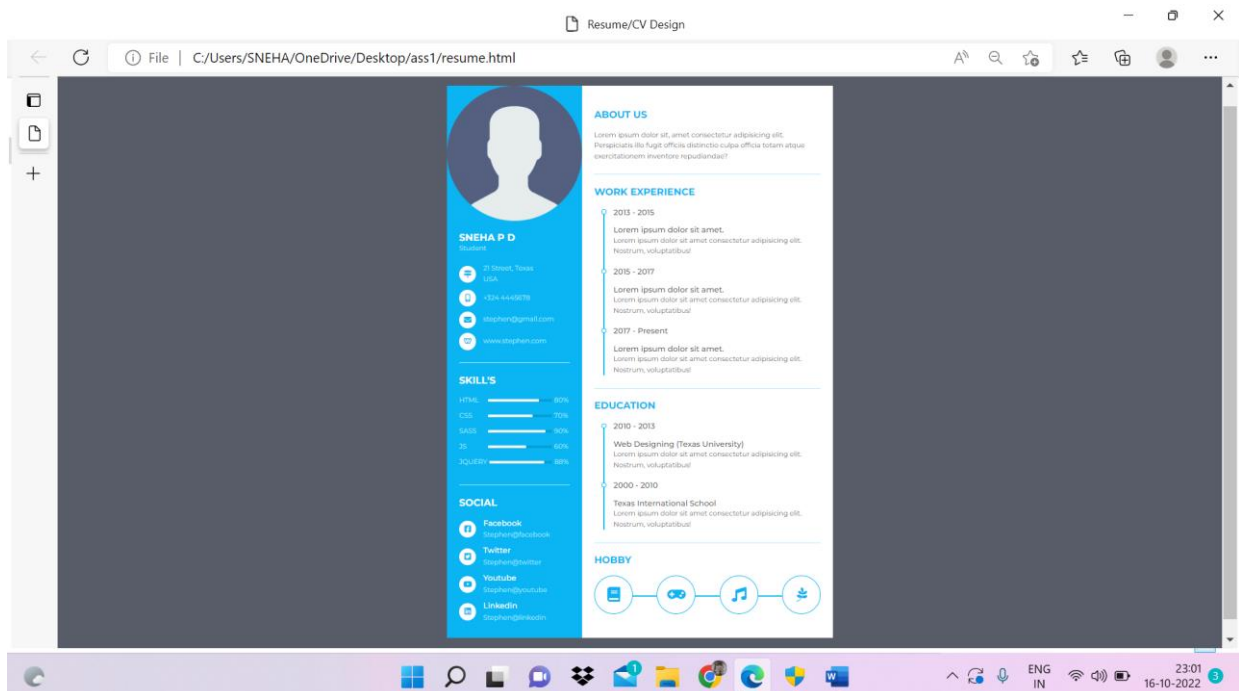 Resume/CV Design
File | C:/Users/SNEHA/OneDrive/Desktop/ass1/resume.html
SNEHA P D
Student
21 Street, Texas
USA
+324 4445678
stephen@gmail.com
www.stephen.com
SKILL'S
HTML 80%
CSS 70%
SASS 90%
JS 60%
JQUERY 88%
SOCIAL
Facebook
Stephen@facebook
Twitter
Stephen@twitter
Youtube
Stephen@youtube
Linkedin
Stephen@linkedin
ABOUT US
Lorem ipsum dolor sit, amet consectetur adipisicing elit.
Perspiciatis illo fugit officiis distinctio culpa officia totam atque
exercitationem inventore repudiandae?
WORK EXPERIENCE
2013 - 2015
Lorem ipsum dolor sit amet.
Lorem ipsum dolor sit amet consectetur adipisicing elit.
Nostrum, voluptatibus!
2015 - 2017
Lorem ipsum dolor sit amet.
Lorem ipsum dolor sit amet consectetur adipisicing elit.
Nostrum, voluptatibus!
2017 - Present
Lorem ipsum dolor sit amet.
Lorem ipsum dolor sit amet consectetur adipisicing elit.
Nostrum, voluptatibus!
EDUCATION
2010 - 2013
Web Designing (Texas University)
Lorem ipsum dolor sit amet consectetur adipisicing elit.
Nostrum, voluptatibus!
2000 - 2010
Texas International School
Lorem ipsum dolor sit amet consectetur adipisicing elit.
Nostrum, voluptatibus!
HOBBY
1
W
ENG
IN
23:01
16-10-2022
3